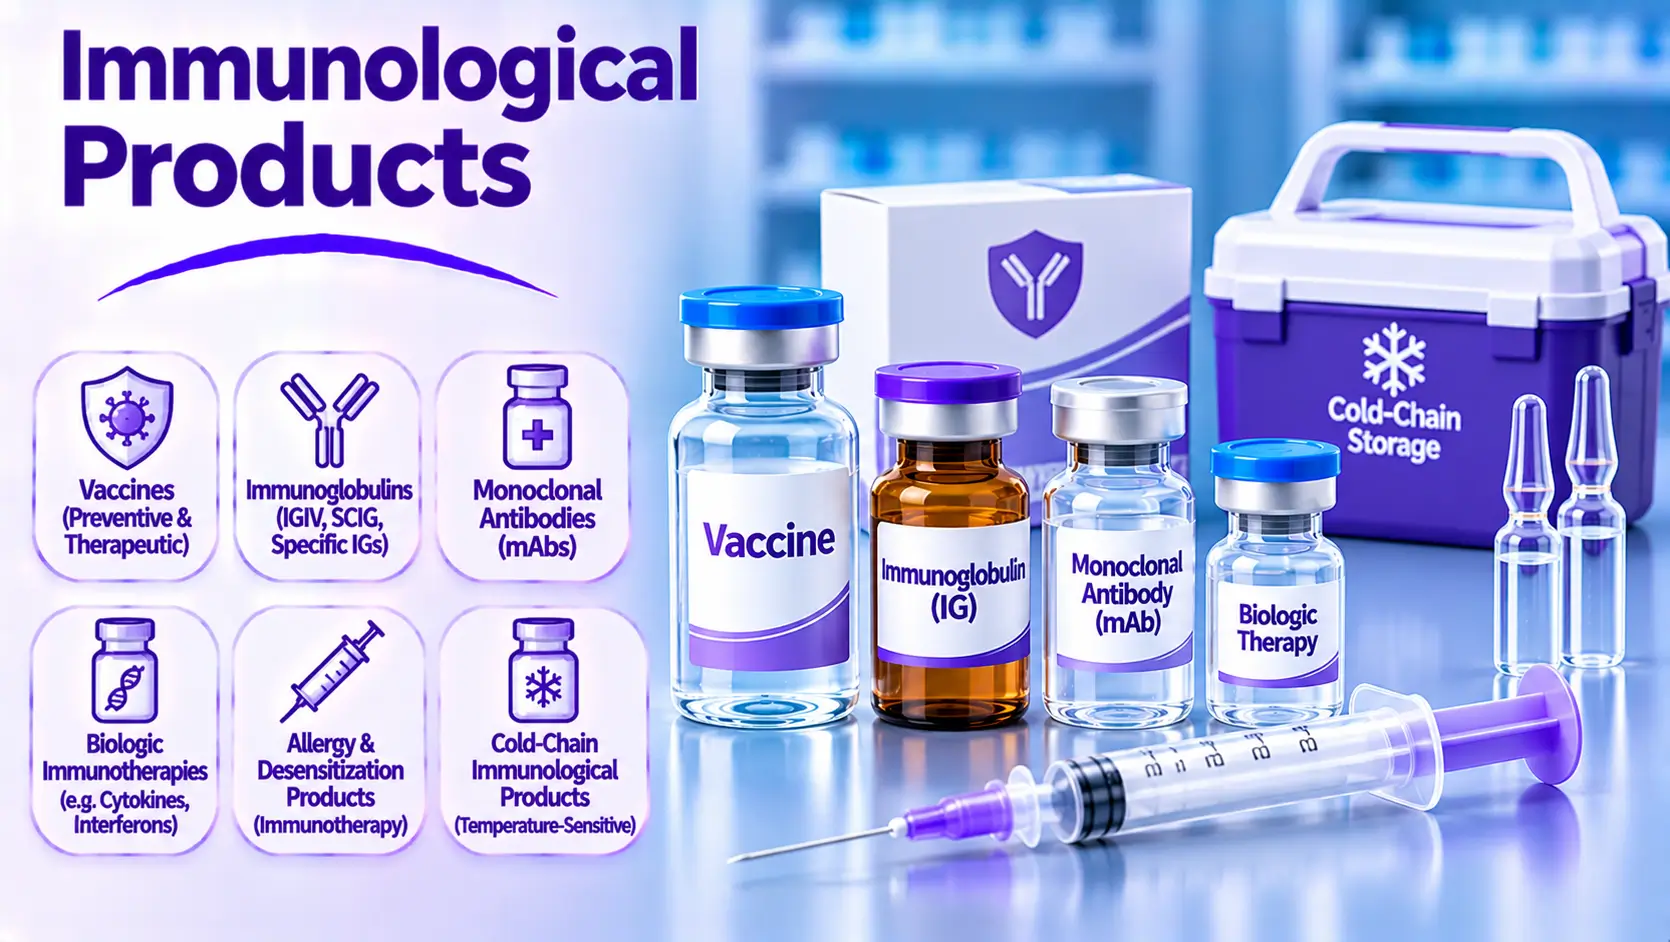 Immunological
Products
Vaccines
(Preventive &
Therapeutic)
Immunoglobulins
(IGIV, SCIG,
Specific IGs)
Monoclonal
Antibodies
(mAbs)
Biologic
Immunotherapies
(e.g. Cytokines,
Interferons)
Allergy &
Desensitization
Products
(Immunotherapy)
Cold-Chain
Immunological
Products
(Temperature-Sensitive)
Vaccine
Immunoglobulin
(IG)
Monoclonal
Antibody
(mAb)
Biologic
Therapy
Cold-Chain
Storage